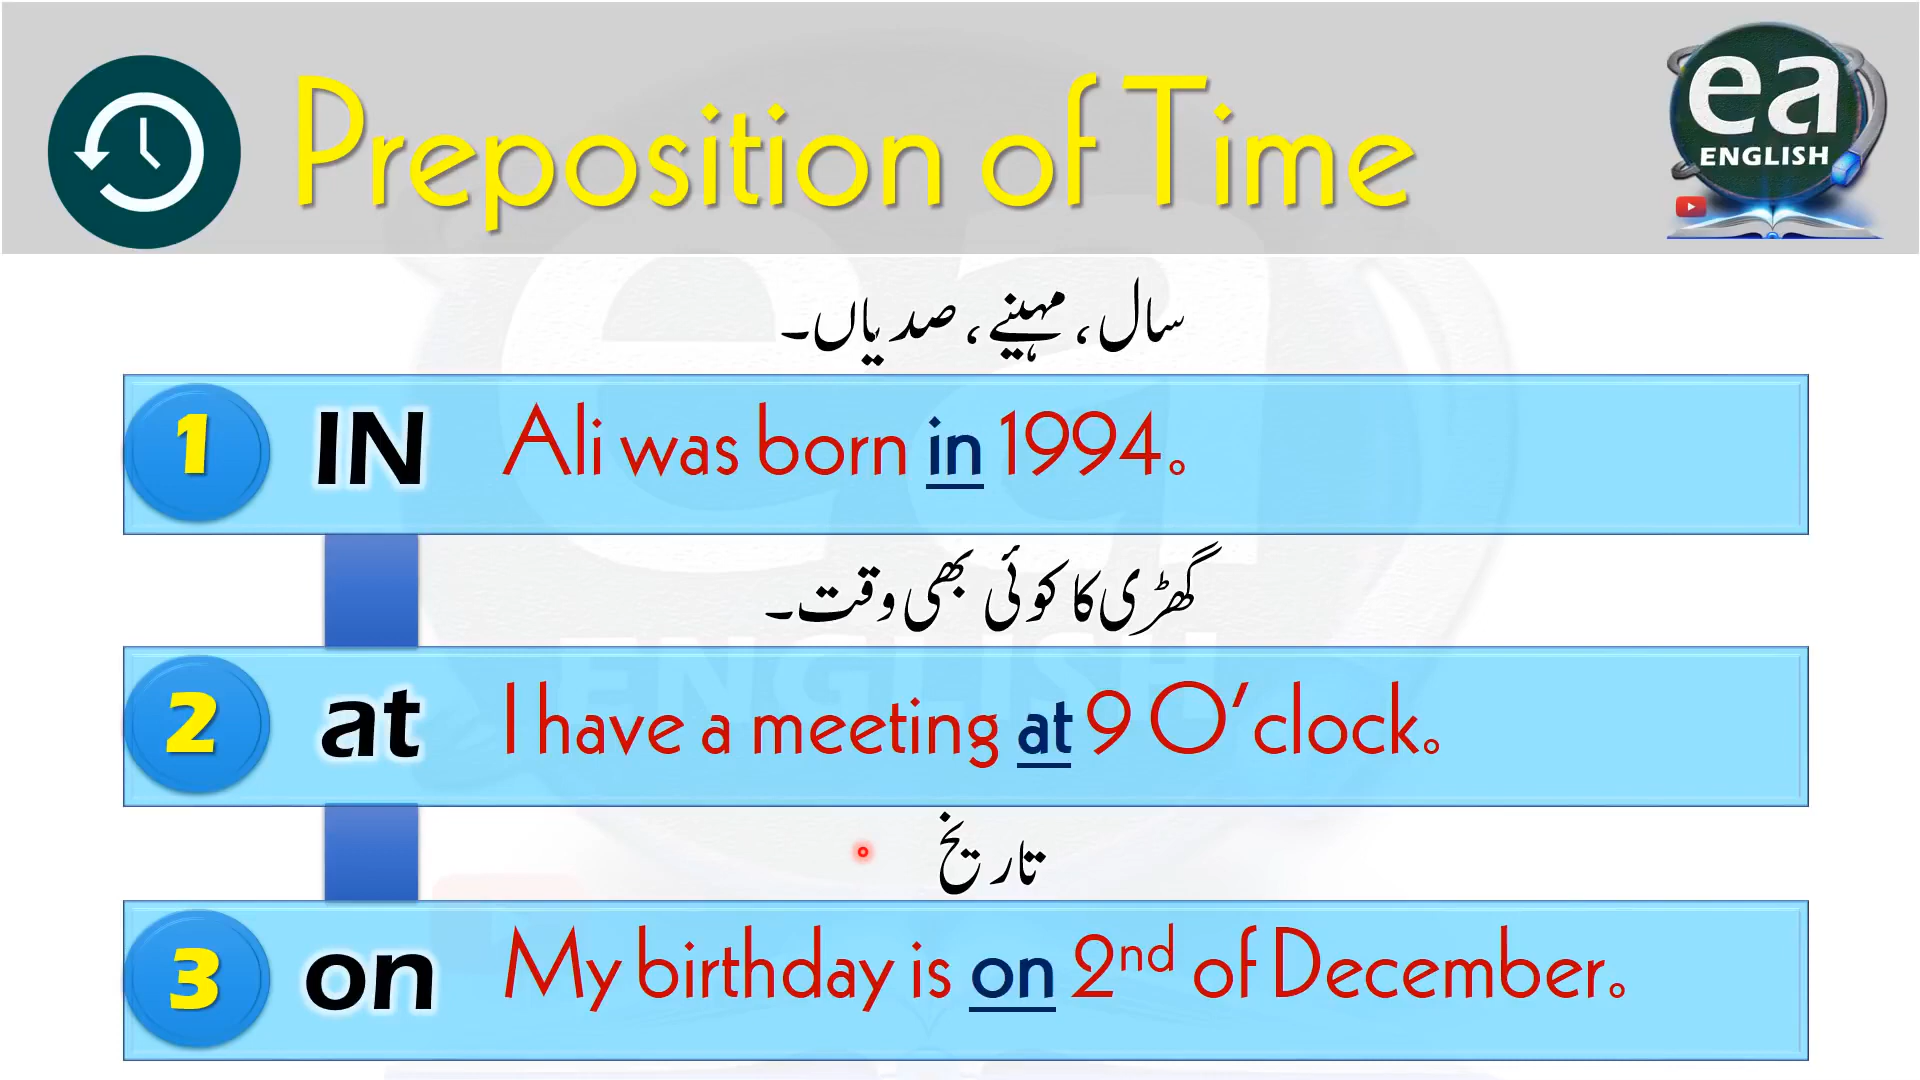 Preposition of Time
ea
ENGLISH
سال، مہینے، صدیاں۔
1 IN Ali was born in 1994.
گھڑی کا کوئی بھی وقت۔
2 at I have a meeting at 9 O’clock.
تاریخ
3 on My birthday is on 2nd of December.